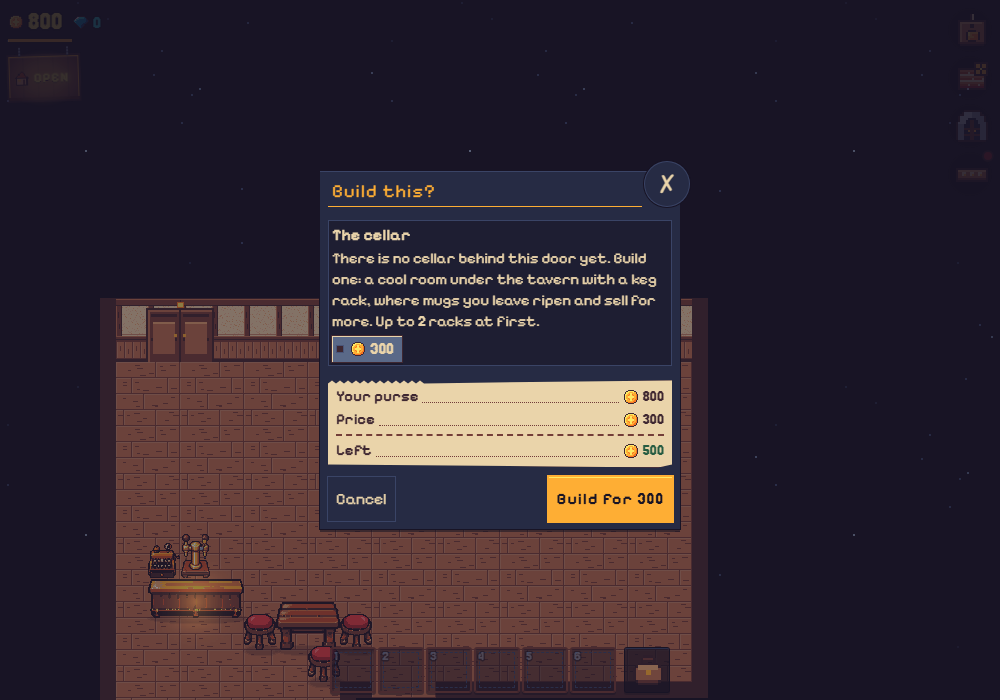 800 0
OPEN
Build this?
X
The cellar
There is no cellar behind this door yet. Build
one: a cool room under the tavern with a keg
rack, where mugs you leave ripen and sell for
more. Up to 2 racks at first.
300
Your purse 800
Price 300
Left 500
Cancel
Build for 300
1 2 3 4 5 6